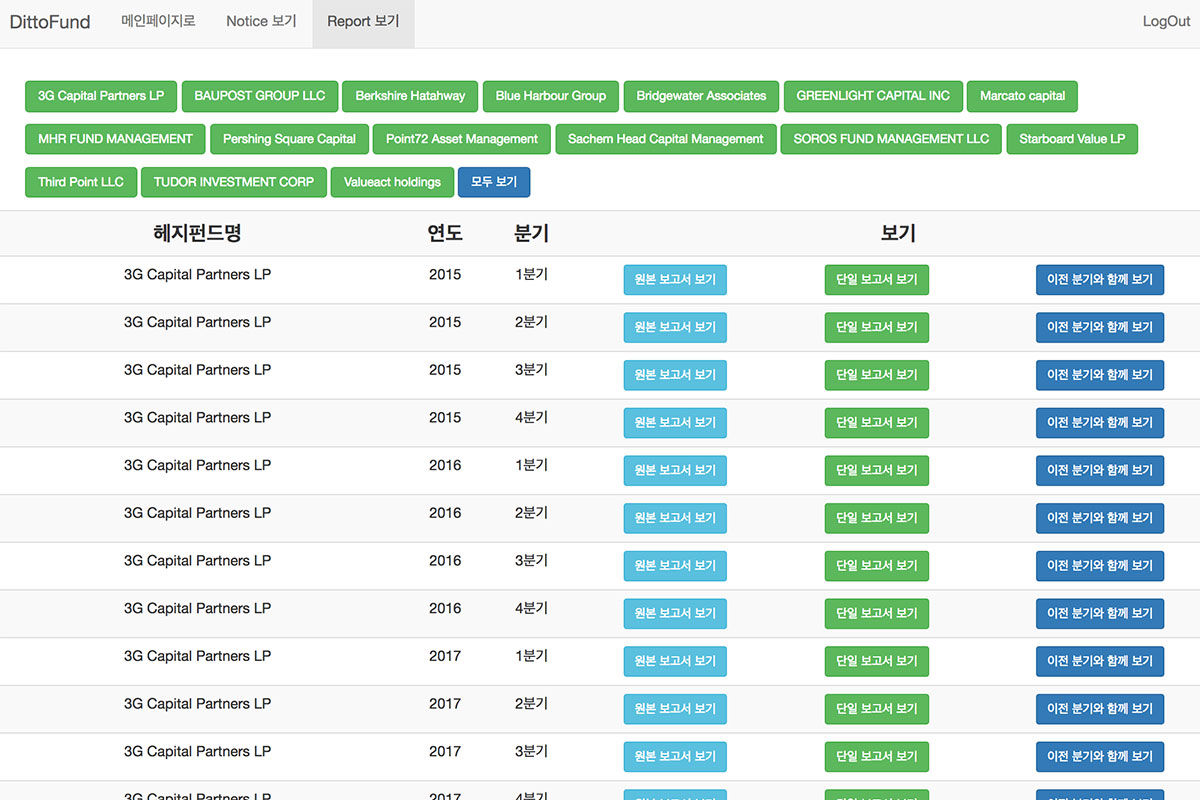 DittoFund 메인페이지로 Notice 보기 Report 보기 LogOut
3G Capital Partners LP BAUPOST GROUP LLC Berkshire Hatahway Blue Harbour Group Bridgewater Associates GREENLIGHT CAPITAL INC Marcato capital
MHR FUND MANAGEMENT Pershing Square Capital Point72 Asset Management Sachem Head Capital Management SOROS FUND MANAGEMENT LLC Starboard Value LP
Third Point LLC TUDOR INVESTMENT CORP Valueact holdings 모두 보기
헤지펀드명 연도 분기 보기
3G Capital Partners LP 2015 1분기 원본 보고서 보기 단일 보고서 보기 이전 분기와 함께 보기
3G Capital Partners LP 2015 2분기 원본 보고서 보기 단일 보고서 보기 이전 분기와 함께 보기
3G Capital Partners LP 2015 3분기 원본 보고서 보기 단일 보고서 보기 이전 분기와 함께 보기
3G Capital Partners LP 2015 4분기 원본 보고서 보기 단일 보고서 보기 이전 분기와 함께 보기
3G Capital Partners LP 2016 1분기 원본 보고서 보기 단일 보고서 보기 이전 분기와 함께 보기
3G Capital Partners LP 2016 2분기 원본 보고서 보기 단일 보고서 보기 이전 분기와 함께 보기
3G Capital Partners LP 2016 3분기 원본 보고서 보기 단일 보고서 보기 이전 분기와 함께 보기
3G Capital Partners LP 2016 4분기 원본 보고서 보기 단일 보고서 보기 이전 분기와 함께 보기
3G Capital Partners LP 2017 1분기 원본 보고서 보기 단일 보고서 보기 이전 분기와 함께 보기
3G Capital Partners LP 2017 2분기 원본 보고서 보기 단일 보고서 보기 이전 분기와 함께 보기
3G Capital Partners LP 2017 3분기 원본 보고서 보기 단일 보고서 보기 이전 분기와 함께 보기
3G Capital Partners LP 2017 4분기